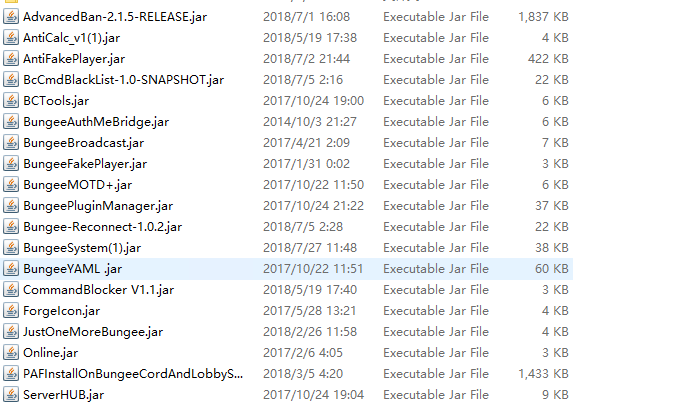 AdvancedBan-2.1.5-RELEASE.jar 2018/7/1 16:08 Executable Jar File 1,837 KB
AntiCalc_v1(1).jar 2018/5/19 17:38 Executable Jar File 4 KB
AntiFakePlayer.jar 2018/7/2 21:44 Executable Jar File 422 KB
BcCmdBlackList-1.0-SNAPSHOT.jar 2018/7/5 2:16 Executable Jar File 22 KB
BCTools.jar 2017/10/24 19:00 Executable Jar File 6 KB
BungeeAuthMeBridge.jar 2014/10/3 21:27 Executable Jar File 6 KB
BungeeBroadcast.jar 2017/4/21 2:09 Executable Jar File 7 KB
BungeeFakePlayer.jar 2017/1/31 0:02 Executable Jar File 3 KB
BungeeMOTD+.jar 2017/10/22 11:50 Executable Jar File 6 KB
BungeePluginManager.jar 2017/10/24 21:22 Executable Jar File 37 KB
Bungee-Reconnect-1.0.2.jar 2018/7/5 2:28 Executable Jar File 22 KB
BungeeSystem(1).jar 2018/7/27 11:48 Executable Jar File 38 KB
BungeeYAML .jar 2017/10/22 11:51 Executable Jar File 60 KB
CommandBlocker V1.1.jar 2018/5/19 17:40 Executable Jar File 3 KB
ForgeIcon.jar 2017/5/28 13:21 Executable Jar File 4 KB
JustOneMoreBungee.jar 2018/2/26 11:58 Executable Jar File 4 KB
Online.jar 2017/2/6 4:05 Executable Jar File 3 KB
PAFInstallOnBungeeCordAndLobbyS... 2018/3/5 4:20 Executable Jar File 1,433 KB
ServerHUB.jar 2017/10/24 19:04 Executable Jar File 9 KB